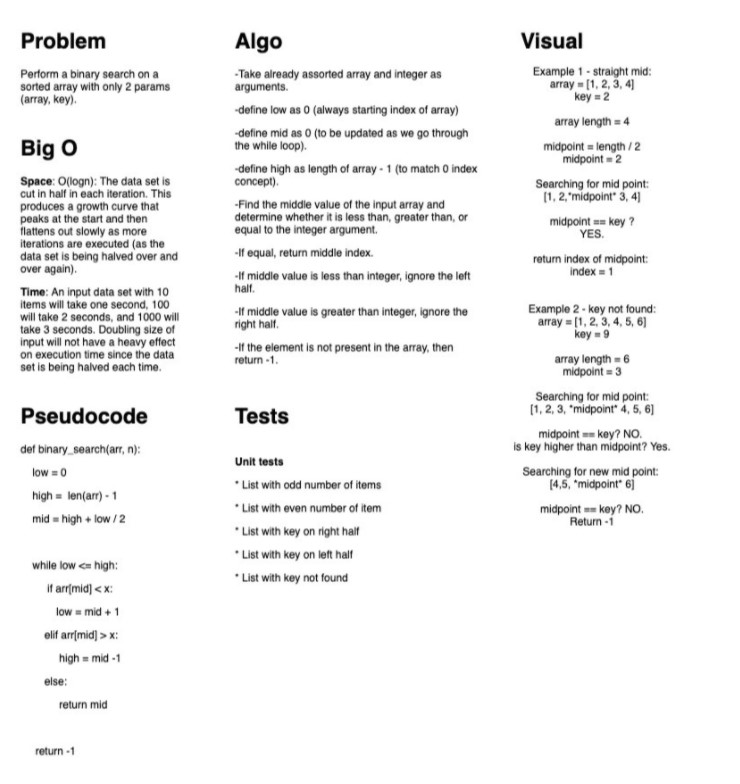 Problem
Perform a binary search on a
sorted array with only 2 params
(array, key).
Big O
Space: O(logn): The data set is
cut in half in each iteration. This
produces a growth curve that
peaks at the start and then
flattens out slowly as more
iterations are executed (as the
data set is being halved over and
over again).
Time: An input data set with 10
items will take one second, 100
will take 2 seconds, and 1000 will
take 3 seconds. Doubling size of
input will not have a heavy effect
on execution time since the data
set is being halved each time.
Pseudocode
def binary_search(arr, n):
low = 0
high = len(arr) - 1
mid = high + low / 2
while low <= high:
if arr[mid] < x:
low = mid + 1
elif arr[mid] > x:
high = mid -1
else:
return mid
return -1
Algo
-Take already assorted array and integer as
arguments.
-define low as 0 (always starting index of array)
-define mid as 0 (to be updated as we go through
the while loop).
-define high as length of array - 1 (to match 0 index
concept).
-Find the middle value of the input array and
determine whether it is less than, greater than, or
equal to the integer argument.
-If equal, return middle index.
-If middle value is less than integer, ignore the left
half.
-If middle value is greater than integer, ignore the
right half.
-If the element is not present in the array, then
return -1.
Tests
Unit tests
* List with odd number of items
* List with even number of item
* List with key on right half
* List with key on left half
* List with key not found
Visual
Example 1 - straight mid:
array = [1, 2, 3, 4]
key = 2
array length = 4
midpoint = length / 2
midpoint = 2
Searching for mid point:
[1, 2,*midpoint* 3, 4]
midpoint == key ?
YES.
return index of midpoint:
index = 1
Example 2 - key not found:
array = [1, 2, 3, 4, 5, 6]
key = 9
array length = 6
midpoint = 3
Searching for mid point:
[1, 2, 3, *midpoint* 4, 5, 6]
midpoint == key? NO.
is key higher than midpoint? Yes.
Searching for new mid point:
[4,5, *midpoint* 6]
midpoint == key? NO.
Return -1